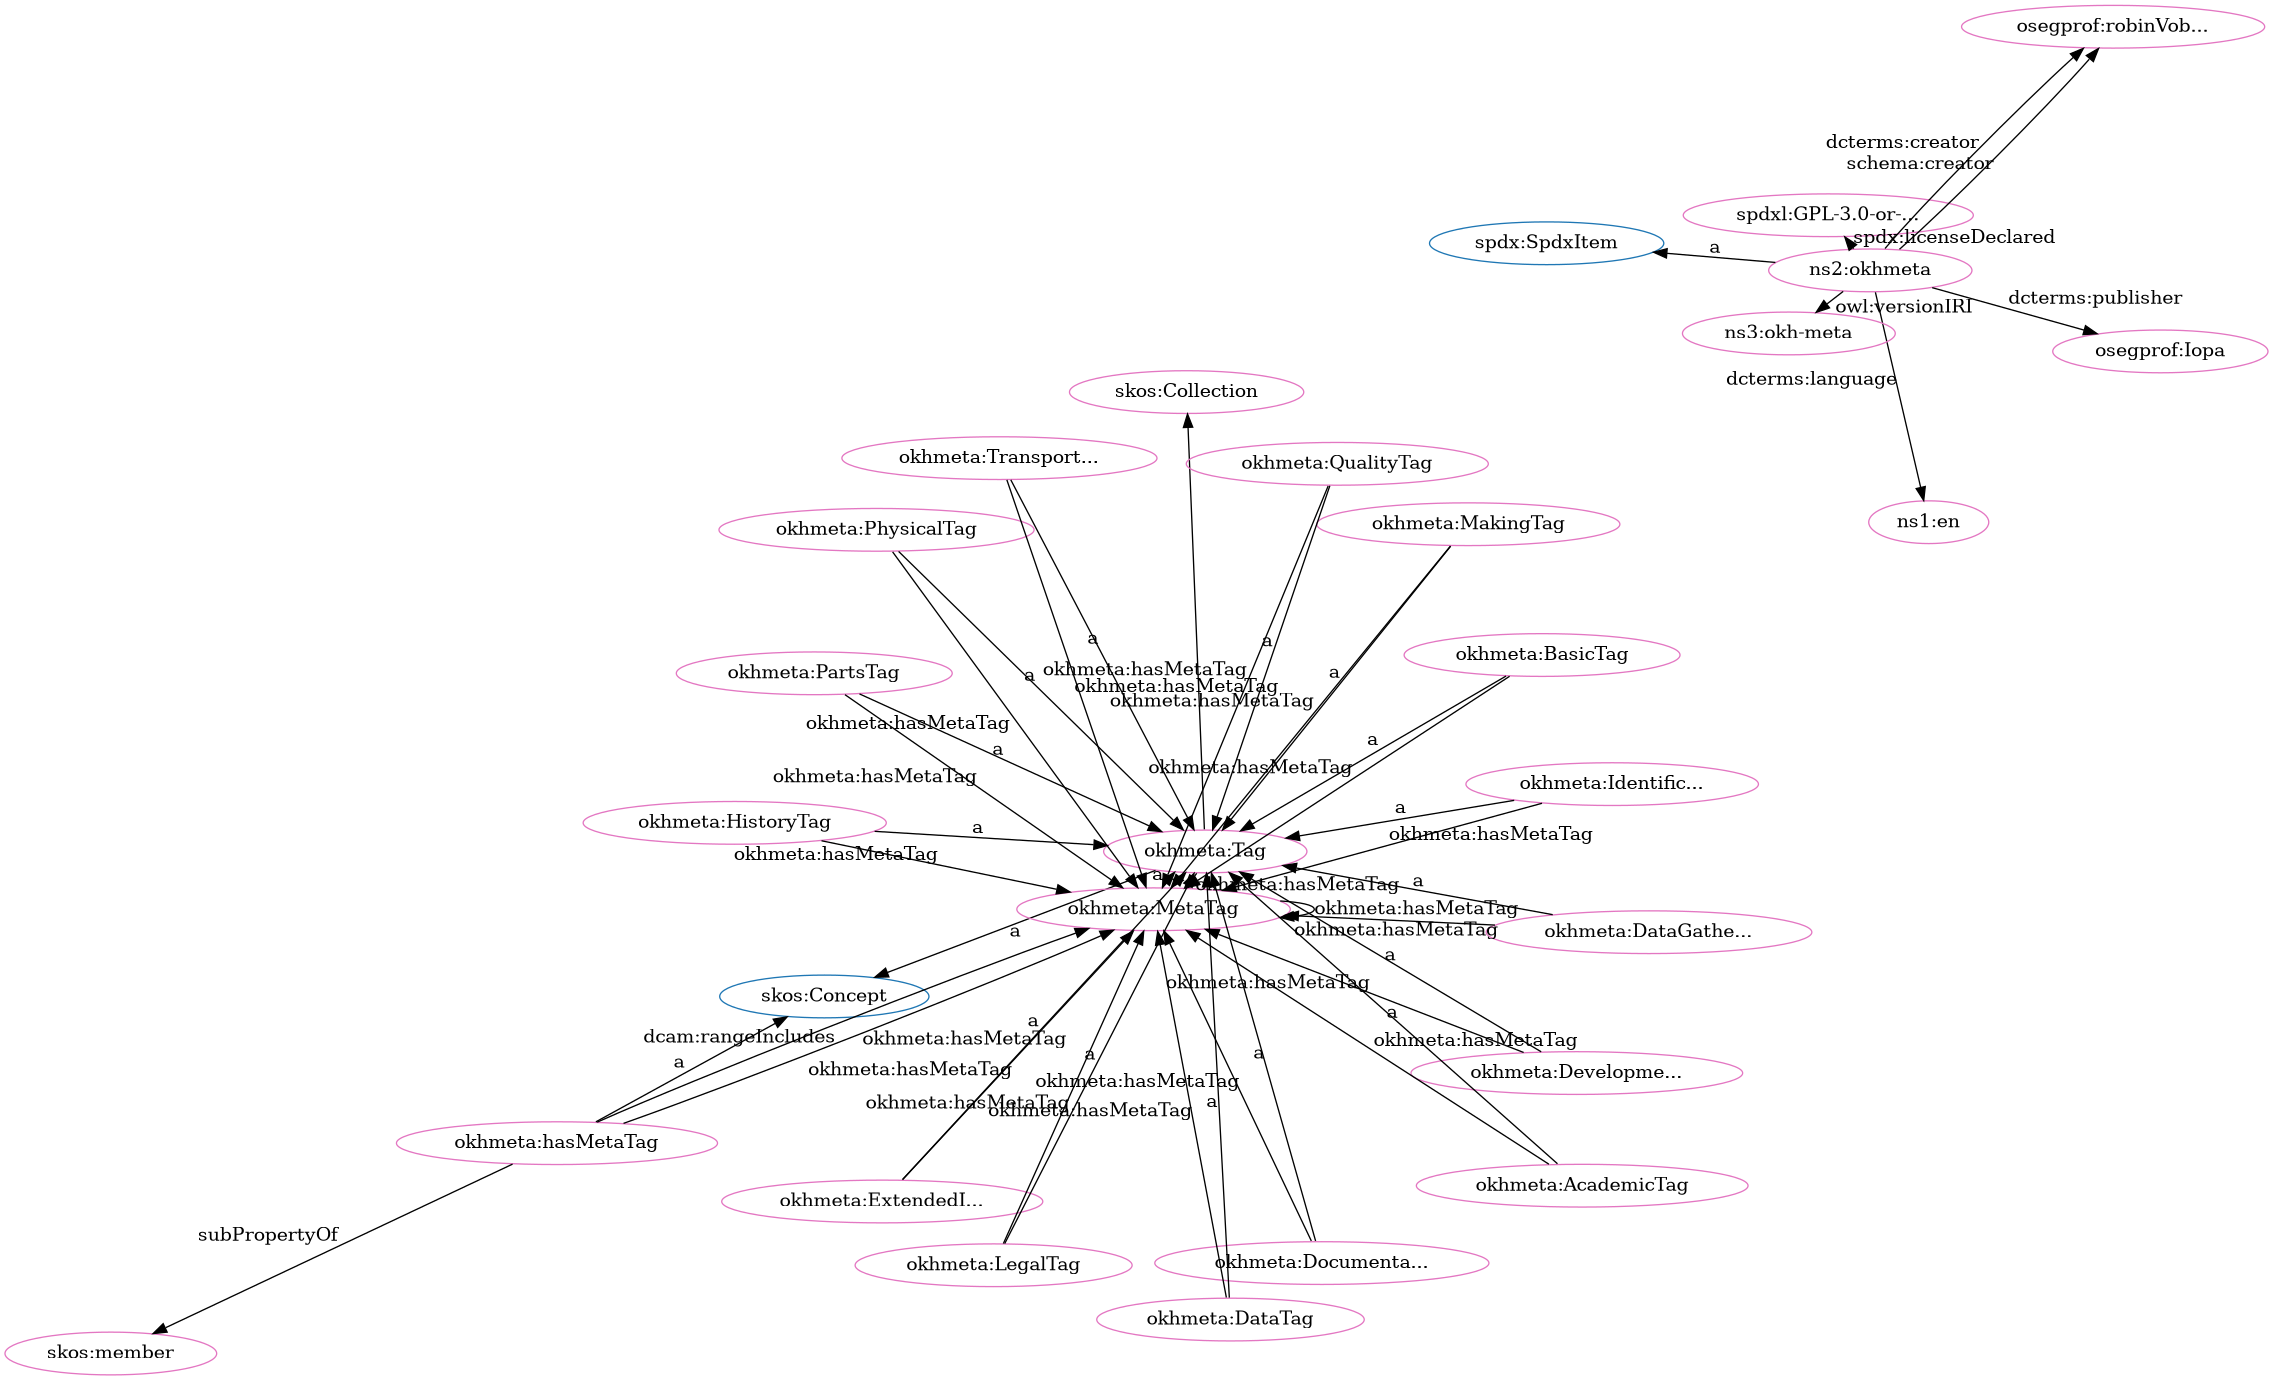 osegprof:robinVob...
dcterms:creator
schema:creator
spdxl:GPL-3.0-or-...
spdx:licenseDeclared
spdx:SpdxItem
a
ns2:okhmeta
dcterms:publisher
owl:versionIRI
ns3:okh-meta
osegprof:Iopa
dcterms:language
skos:Collection
okhmeta:Transport...
okhmeta:QualityTag
ns1:en
okhmeta:PhysicalTag
okhmeta:MakingTag
a
a
okhmeta:BasicTag
okhmeta:hasMetaTag
okhmeta:PartsTag
a
a
okhmeta:hasMetaTag
okhmeta:hasMetaTag
okhmeta:hasMetaTag
a
a
okhmeta:hasMetaTag
okhmeta:hasMetaTag
okhmeta:Identific...
a
okhmeta:HistoryTag
a
okhmeta:hasMetaTag
okhmeta:hasMetaTag
okhmeta:Tag
a
okhmeta:hasMetaTag
a
okhmeta:MetaTag
okhmeta:hasMetaTag
okhmeta:hasMetaTag
okhmeta:DataGathe...
a
a
okhmeta:hasMetaTag
skos:Concept
a
a
dcam:rangeIncludes
okhmeta:hasMetaTag
okhmeta:hasMetaTag
a
a
a
okhmeta:hasMetaTag
okhmeta:Developme...
okhmeta:hasMetaTag
okhmeta:hasMetaTag
a
okhmeta:hasMetaTag
okhmeta:hasMetaTag
okhmeta:AcademicTag
okhmeta:ExtendedI...
subPropertyOf
okhmeta:LegalTag
okhmeta:Documenta...
okhmeta:DataTag
skos:member